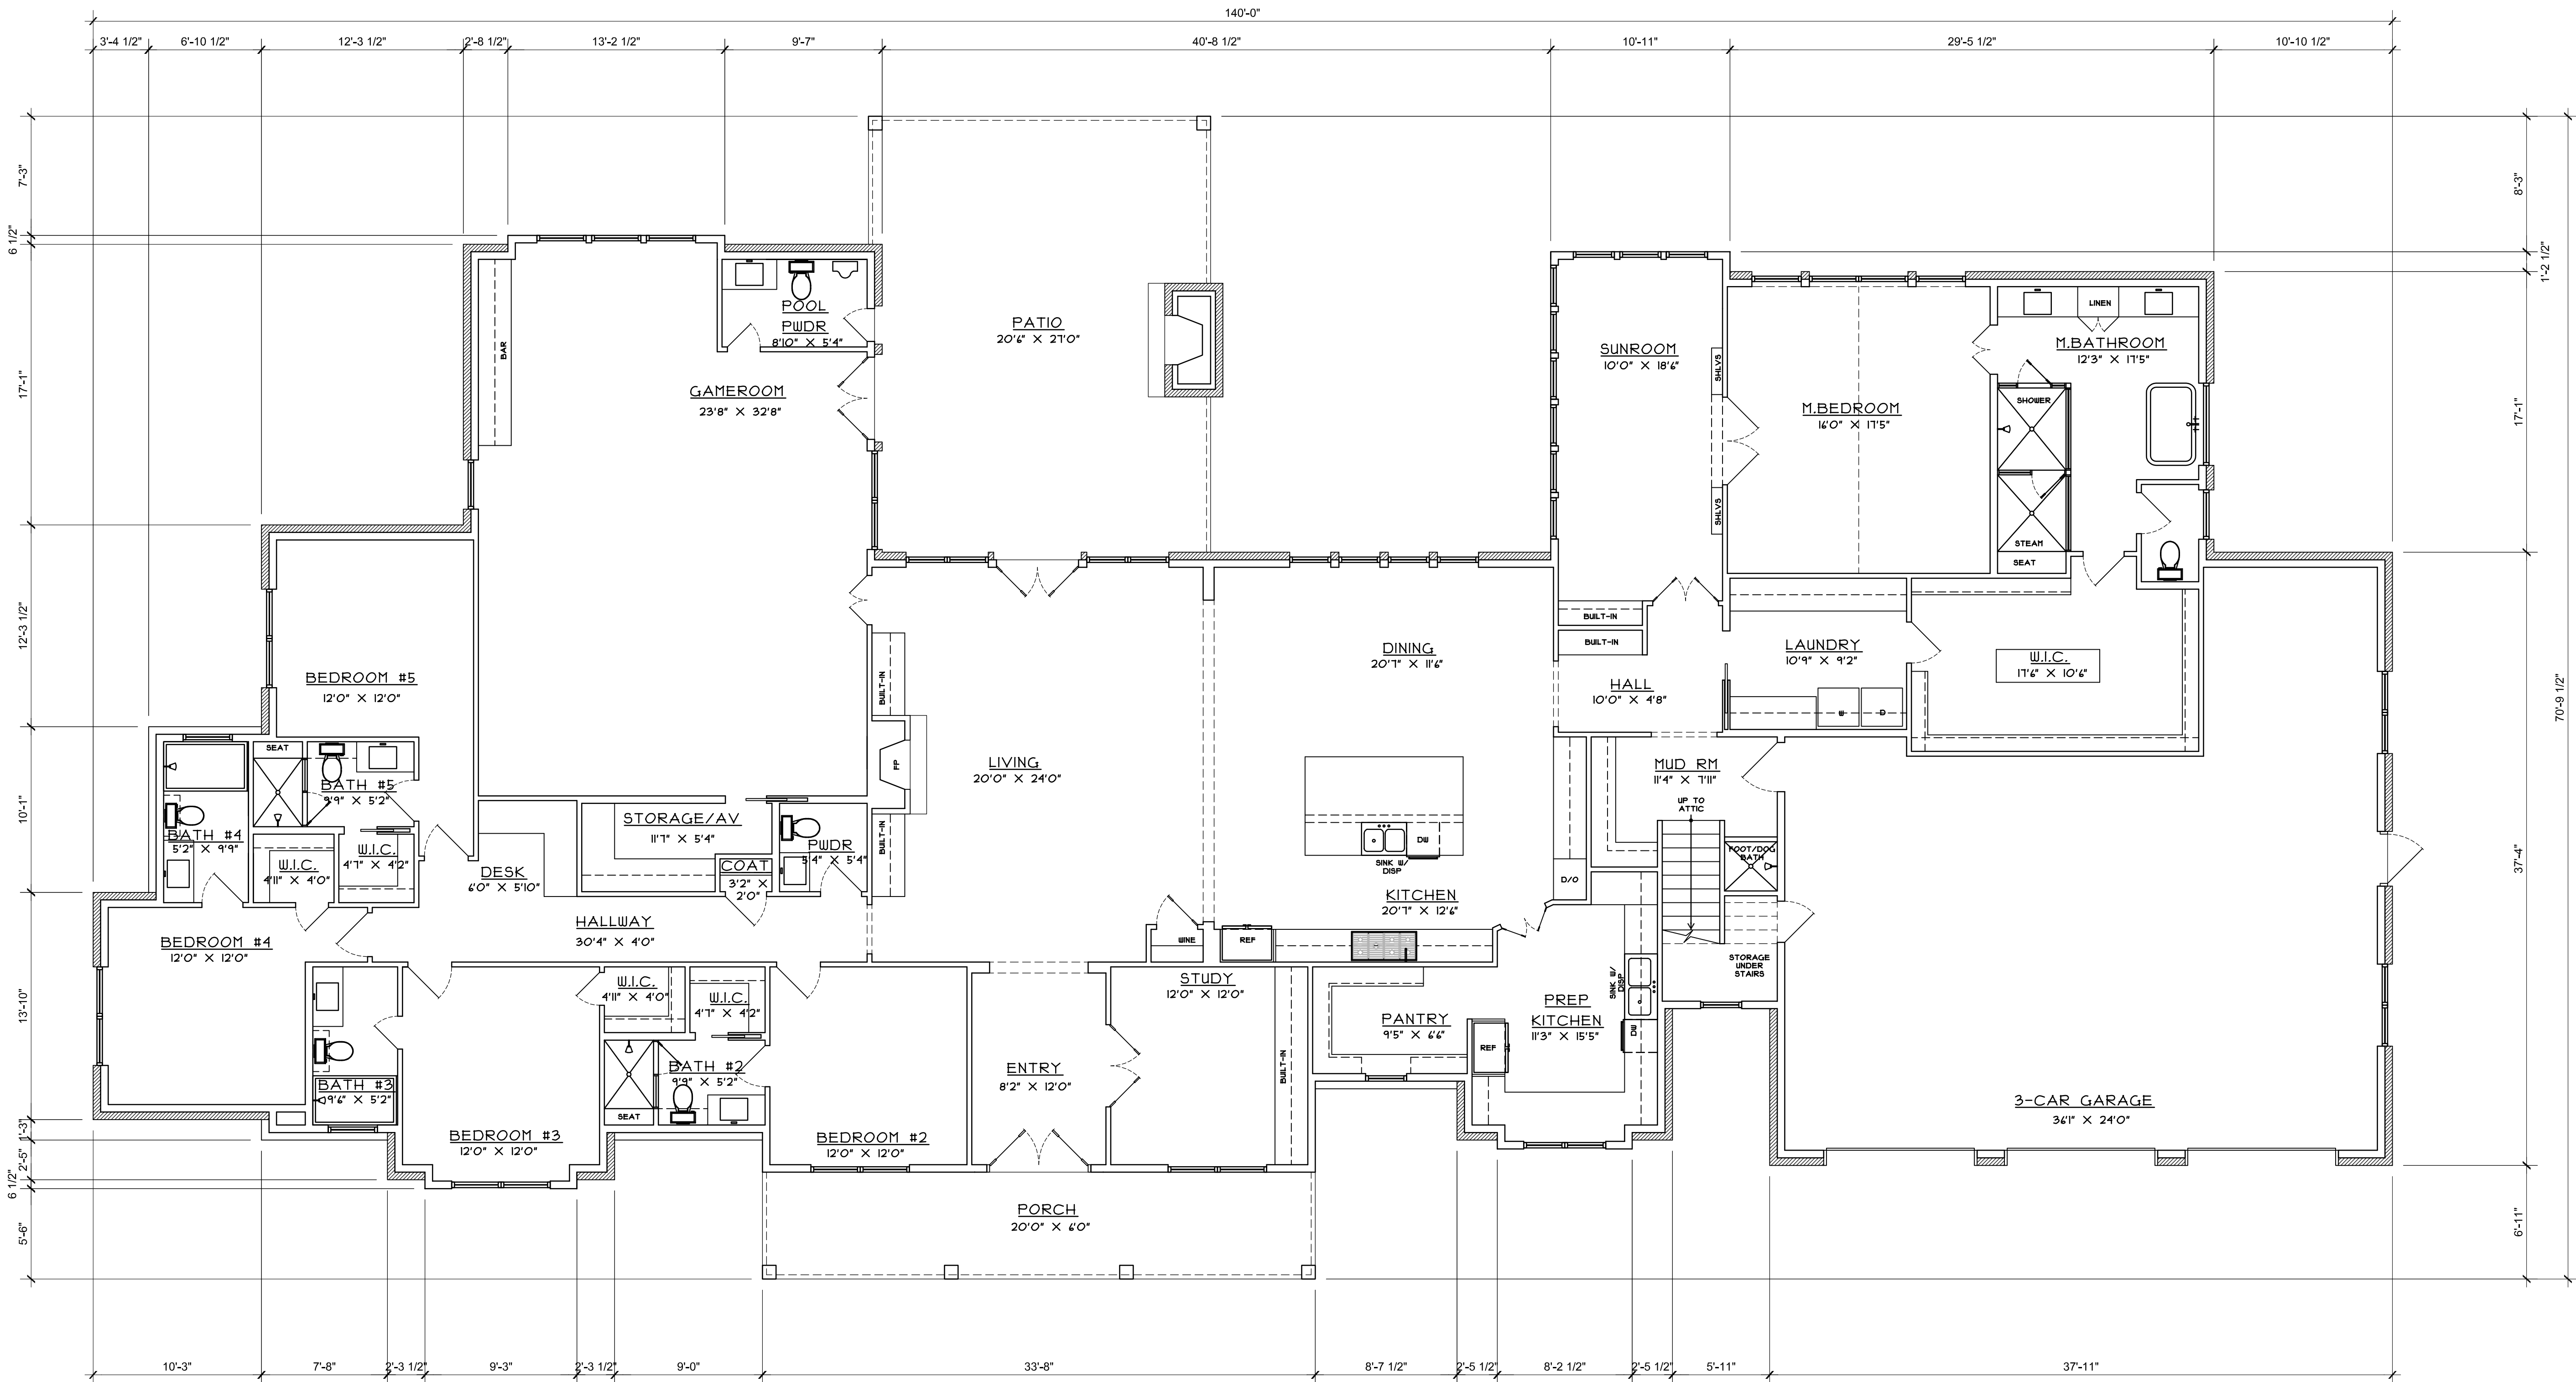 140'-0"
3'-4 1/2"
6'-10 1/2"
12'-3 1/2"
2'-8 1/2"
13'-2 1/2"
9'-7"
40'-8 1/2"
10'-11"
29'-5 1/2"
10'-10 1/2"
7'-3"
6 1/2"
17'-1"
12'-3 1/2"
10'-1"
13'-10"
1'-3"
2'-5"
6 1/2"
5'-6"
8'-3"
1'-2 1/2"
17'-1"
37'-4"
6'-11"
70'-9 1/2"
BAR
POOL
PWDR
8'10" X 5'4"
GAMEROOM
23'8" X 32'8"
PATIO
20'6" X 27'0"
SUNROOM
10'0" X 18'6"
SHLVS
SHLVS
M.BEDROOM
16'0" X 17'5"
LINEN
M.BATHROOM
12'3" X 17'5"
SHOWER
STEAM
SEAT
BEDROOM #5
12'0" X 12'0"
BUILT-IN
FP
BUILT-IN
LIVING
20'0" X 24'0"
DINING
20'7" X 11'6"
BUILT-IN
BUILT-IN
HALL
10'0" X 4'8"
LAUNDRY
10'9" X 9'2"
W
D
W.I.C.
17'6" X 10'6"
SEAT
BATH #5
9'9" X 5'2"
BATH #4
5'2" X 9'9"
W.I.C.
4'11" X 4'0"
W.I.C.
4'7" X 4'2"
DESK
6'0" X 5'10"
STORAGE/AV
11'7" X 5'4"
COAT
3'2" X
2'0"
PWDR
5'4" X 5'4"
HALLWAY
30'4" X 4'0"
SINK W/
DISP
DW
KITCHEN
20'7" X 12'6"
D/O
WINE
REF
MUD RM
11'4" X 7'11"
UP TO
ATTIC
FOOT/DOG
BATH
STORAGE
UNDER
STAIRS
BEDROOM #4
12'0" X 12'0"
BATH #3
9'6" X 5'2"
BEDROOM #3
12'0" X 12'0"
W.I.C.
4'11" X 4'0"
W.I.C.
4'7" X 4'2"
BATH #2
9'9" X 5'2"
SEAT
BEDROOM #2
12'0" X 12'0"
ENTRY
8'2" X 12'0"
STUDY
12'0" X 12'0"
BUILT-IN
PANTRY
9'5" X 6'6"
REF
PREP
KITCHEN
11'3" X 15'5"
SINK W/
DISP
DW
3-CAR GARAGE
36'1" X 24'0"
PORCH
20'0" X 6'0"
10'-3"
7'-8"
2'-3 1/2"
9'-3"
2'-3 1/2"
9'-0"
33'-8"
8'-7 1/2"
2'-5 1/2"
8'-2 1/2"
2'-5 1/2"
5'-11"
37'-11"